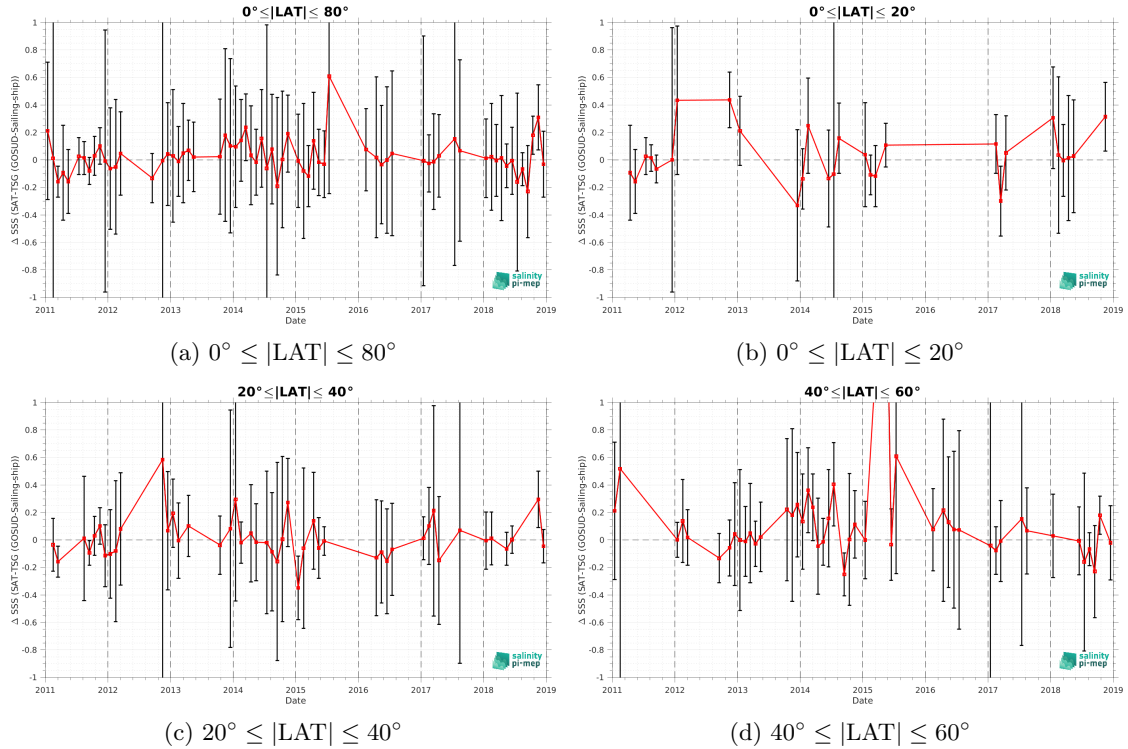 0°≤|LAT|≤ 80°
Δ SSS (SAT-TSG (GOSUD-Sailing-ship))
1
0.8
0.6
0.4
0.2
0
-0.2
-0.4
-0.6
-0.8
-1
2011 2012 2013 2014 2015 2016 2017 2018 2019
Date
salinity
pi-mep
(a) 0° ≤ |LAT| ≤ 80°
0°≤|LAT|≤ 20°
Δ SSS (SAT-TSG (GOSUD-Sailing-ship))
1
0.8
0.6
0.4
0.2
0
-0.2
-0.4
-0.6
-0.8
-1
2011 2012 2013 2014 2015 2016 2017 2018 2019
Date
salinity
pi-mep
(b) 0° ≤ |LAT| ≤ 20°
20°≤|LAT|≤ 40°
Δ SSS (SAT-TSG (GOSUD-Sailing-ship))
1
0.8
0.6
0.4
0.2
0
-0.2
-0.4
-0.6
-0.8
-1
2011 2012 2013 2014 2015 2016 2017 2018 2019
Date
salinity
pi-mep
(c) 20° ≤ |LAT| ≤ 40°
40°≤|LAT|≤ 60°
Δ SSS (SAT-TSG (GOSUD-Sailing-ship))
1
0.8
0.6
0.4
0.2
0
-0.2
-0.4
-0.6
-0.8
-1
2011 2012 2013 2014 2015 2016 2017 2018 2019
Date
salinity
pi-mep
(d) 40° ≤ |LAT| ≤ 60°